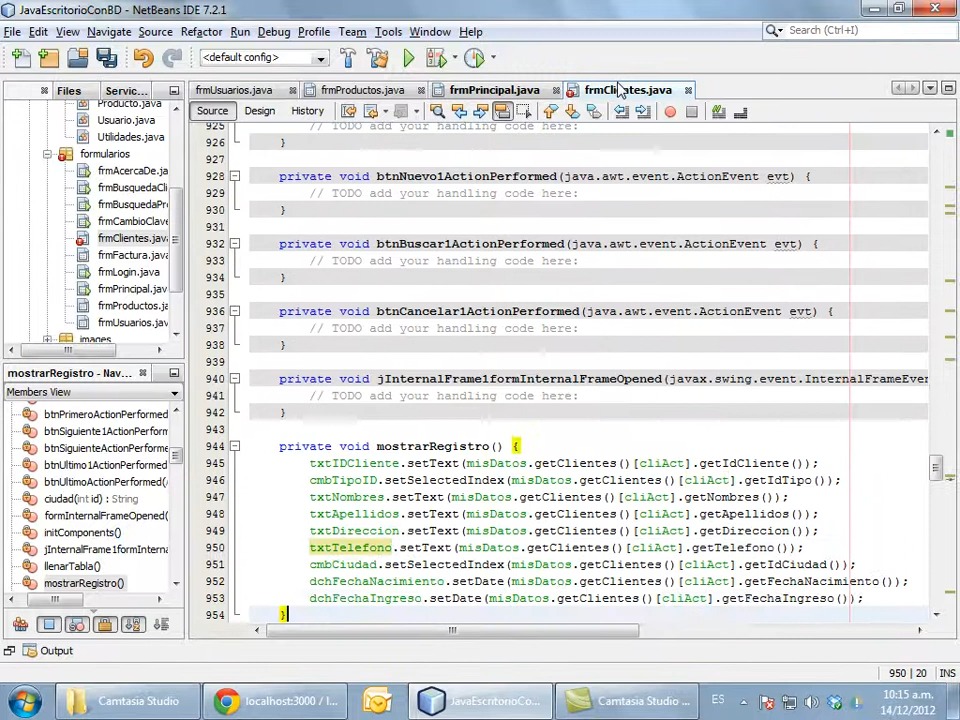 JavaEscritorioConBD - NetBeans IDE 7.2.1
File Edit View Navigate Source Refactor Run Debug Profile Team Tools Window Help
Search (Ctrl+I)
<default config>
Files Servic...
frmUsuarios.java frmProductos.java frmPrincipal.java frmClientes.java
Source Design History
Producto.java
Usuario.java
Utilidades.java
formularios
frmAcercaDe.ja
frmBusquedaCli
frmBusquedaPro
frmCambioClave
frmClientes.java
frmFactura.java
frmLogin.java
frmPrincipal.java
frmProductos.ja
frmUsuarios.jav
images
mostrarRegistro - Nav...
Members View
btnPrimeroActionPerformed
btnSiguiente1ActionPerform
btnSiguienteActionPerforme
btnUltimo1ActionPerformed(
btnUltimoActionPerformed(
ciudad(int id) : String
formInternalFrameOpened(
initComponents()
jInternalFrame1formIntern
llenarTabla()
mostrarRegistro()
925 // TODO add your handling code here:
926 }
927
928 private void btnNuevo1ActionPerformed(java.awt.event.ActionEvent evt) {
929 // TODO add your handling code here:
930 }
931
932 private void btnBuscar1ActionPerformed(java.awt.event.ActionEvent evt) {
933 // TODO add your handling code here:
934 }
935
936 private void btnCancelar1ActionPerformed(java.awt.event.ActionEvent evt) {
937 // TODO add your handling code here:
938 }
939
940 private void jInternalFrame1formInternalFrameOpened(javax.swing.event.InternalFrameEven
941 // TODO add your handling code here:
942 }
943
944 private void mostrarRegistro() {
945 txtIDCliente.setText(misDatos.getClientes()[cliAct].getIdCliente());
946 cmbTipoID.setSelectedIndex(misDatos.getClientes()[cliAct].getIdTipo());
947 txtNombres.setText(misDatos.getClientes()[cliAct].getNombres());
948 txtApellidos.setText(misDatos.getClientes()[cliAct].getApellidos());
949 txtDireccion.setText(misDatos.getClientes()[cliAct].getDireccion());
950 txtTelefono.setText(misDatos.getClientes()[cliAct].getTelefono());
951 cmbCiudad.setSelectedIndex(misDatos.getClientes()[cliAct].getIdCiudad());
952 dchFechaNacimiento.setDate(misDatos.getClientes()[cliAct].getFechaNacimiento());
953 dchFechaIngreso.setDate(misDatos.getClientes()[cliAct].getFechaIngreso());
954 }
Output
950 | 20 INS
Camtasia Studio localhost:3000 / l... JavaEscritorioCo... Camtasia Studio ... ES 10:15 a.m.
14/12/2012